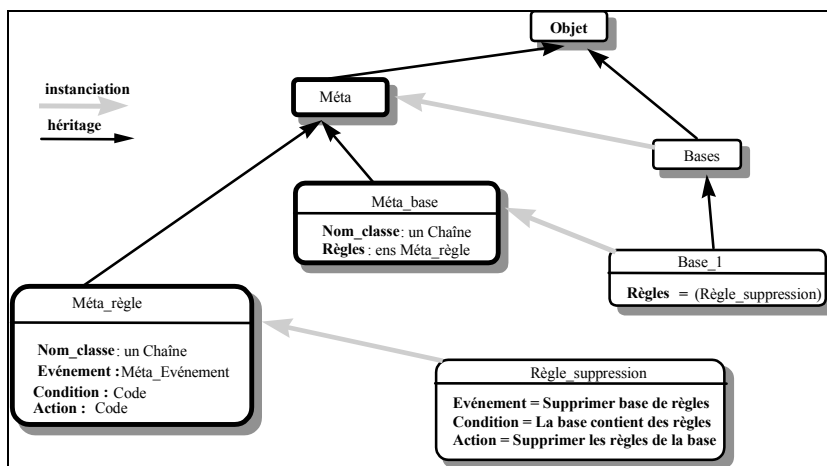 Objet
instanciation
héritage
Méta
Bases
Méta_base
Nom_classe: un Chaîne
Règles : ens Méta_règle
Base_1
Règles = (Règle_suppression)
Méta_règle
Nom_classe : un Chaîne
Evénement : Méta_Evénement
Condition : Code
Action : Code
Règle_suppression
Evénement = Supprimer base de règles
Condition = La base contient des règles
Action = Supprimer les règles de la base